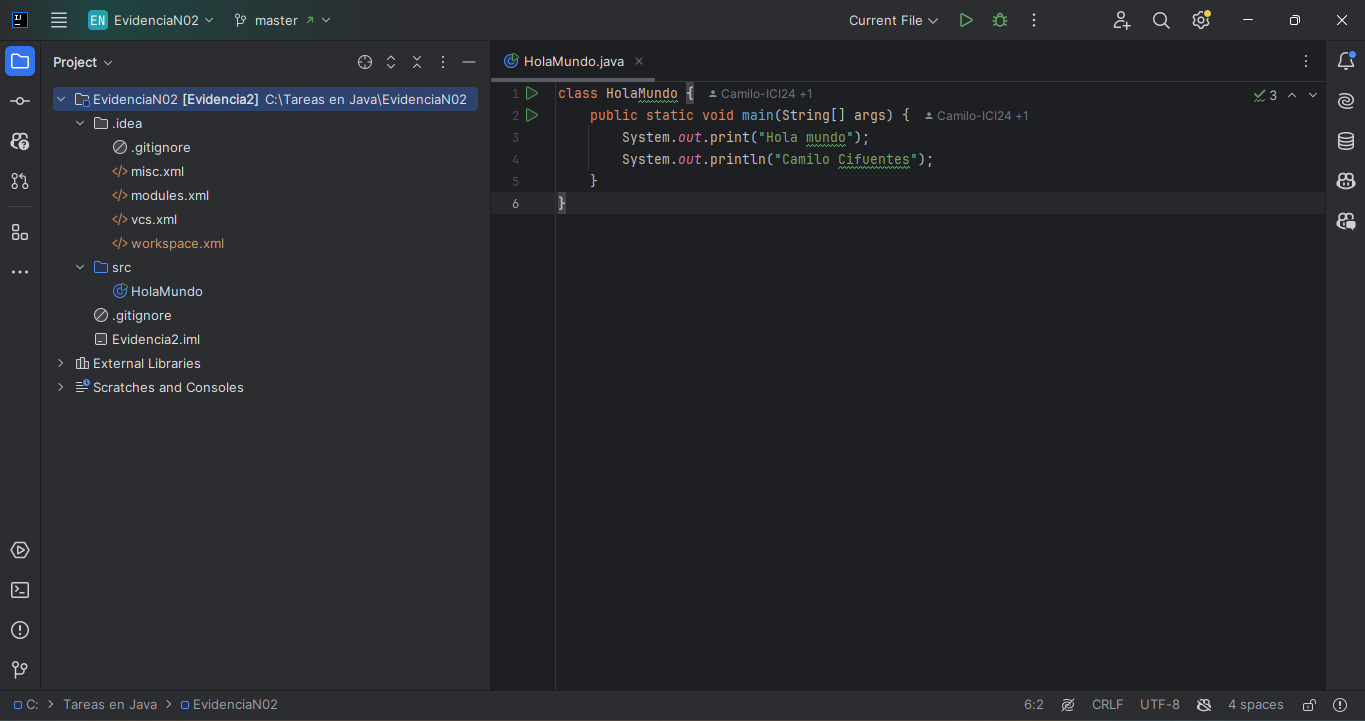 EN EvidenciaN02 master Current File
Project
EvidenciaN02 [Evidencia2] C:\Tareas en Java\EvidenciaN02
.idea
.gitignore
misc.xml
modules.xml
vcs.xml
workspace.xml
src
HolaMundo
.gitignore
Evidencia2.iml
External Libraries
Scratches and Consoles
HolaMundo.java
3
1 class HolaMundo { Camilo-ICI24 +1
2 public static void main(String[] args) { Camilo-ICI24 +1
3 System.out.print("Hola mundo");
4 System.out.println("Camilo Cifuentes");
5 }
6 }
C: > Tareas en Java > EvidenciaN02 6:2 CRLF UTF-8 4 spaces